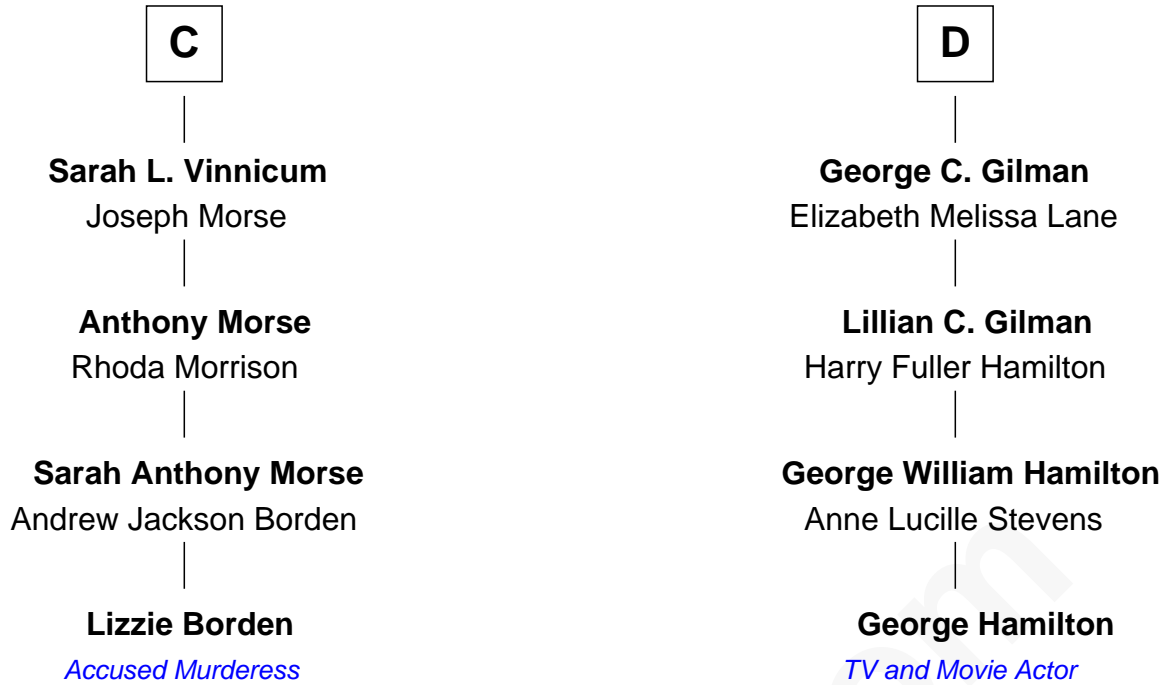 C
Sarah L. Vinnicum
Joseph Morse
Anthony Morse
Rhoda Morrison
Sarah Anthony Morse
Andrew Jackson Borden
Lizzie Borden
Accused Murderess
D
George C. Gilman
Elizabeth Melissa Lane
Lillian C. Gilman
Harry Fuller Hamilton
George William Hamilton
Anne Lucille Stevens
George Hamilton
TV and Movie Actor